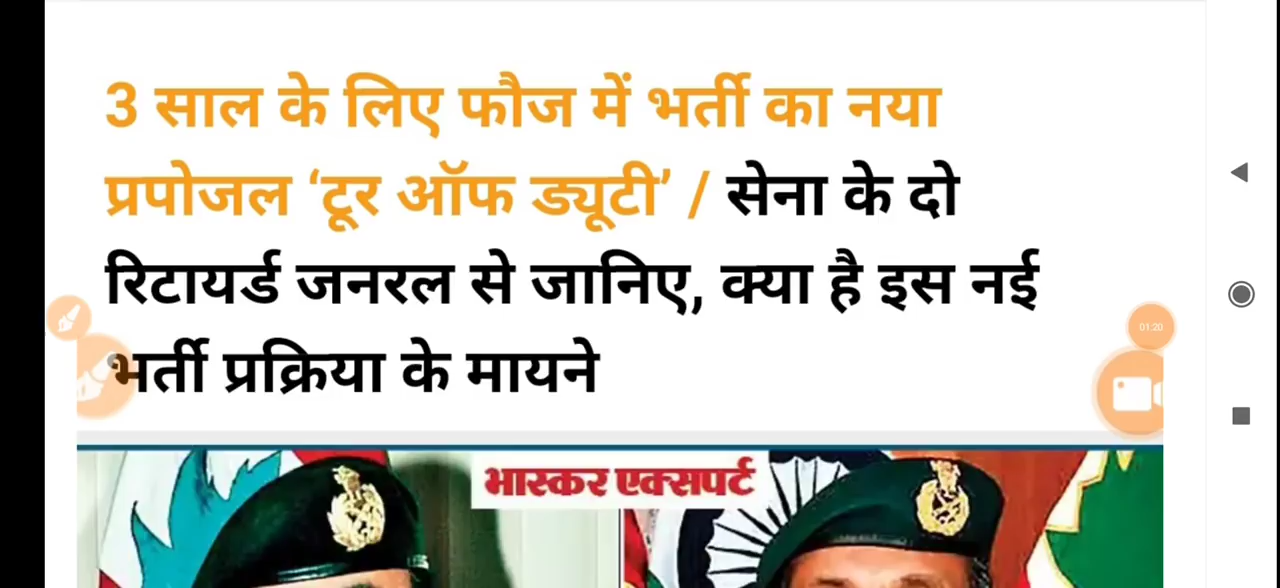 3 साल के लिए फौज में भर्ती का नया
प्रपोजल ‘टूर ऑफ ड्यूटी’ / सेना के दो
रिटायर्ड जनरल से जानिए, क्या है इस नई
भर्ती प्रक्रिया के मायने
01:20
भास्कर एक्सपर्ट